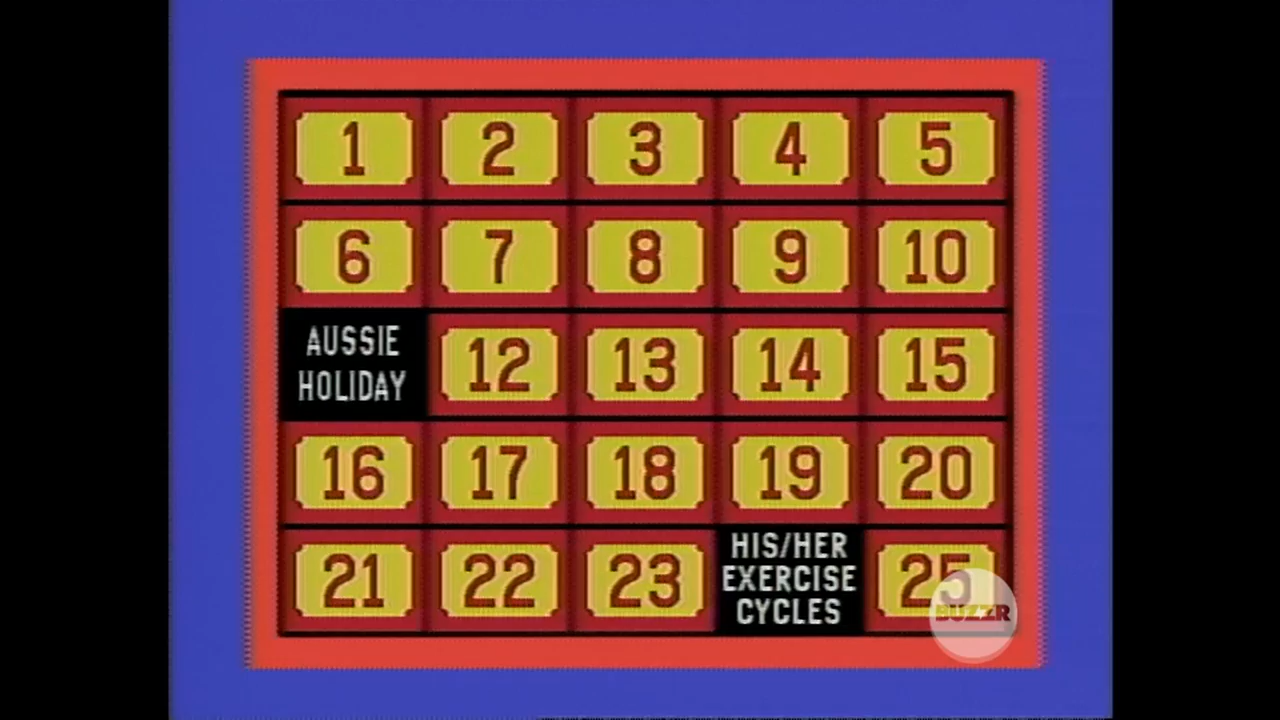 1 2 3 4 5
6 7 8 9 10
AUSSIE
HOLIDAY
12 13 14 15
16 17 18 19 20
21 22 23
HIS/HER
EXERCISE
CYCLES
25
BUZZR